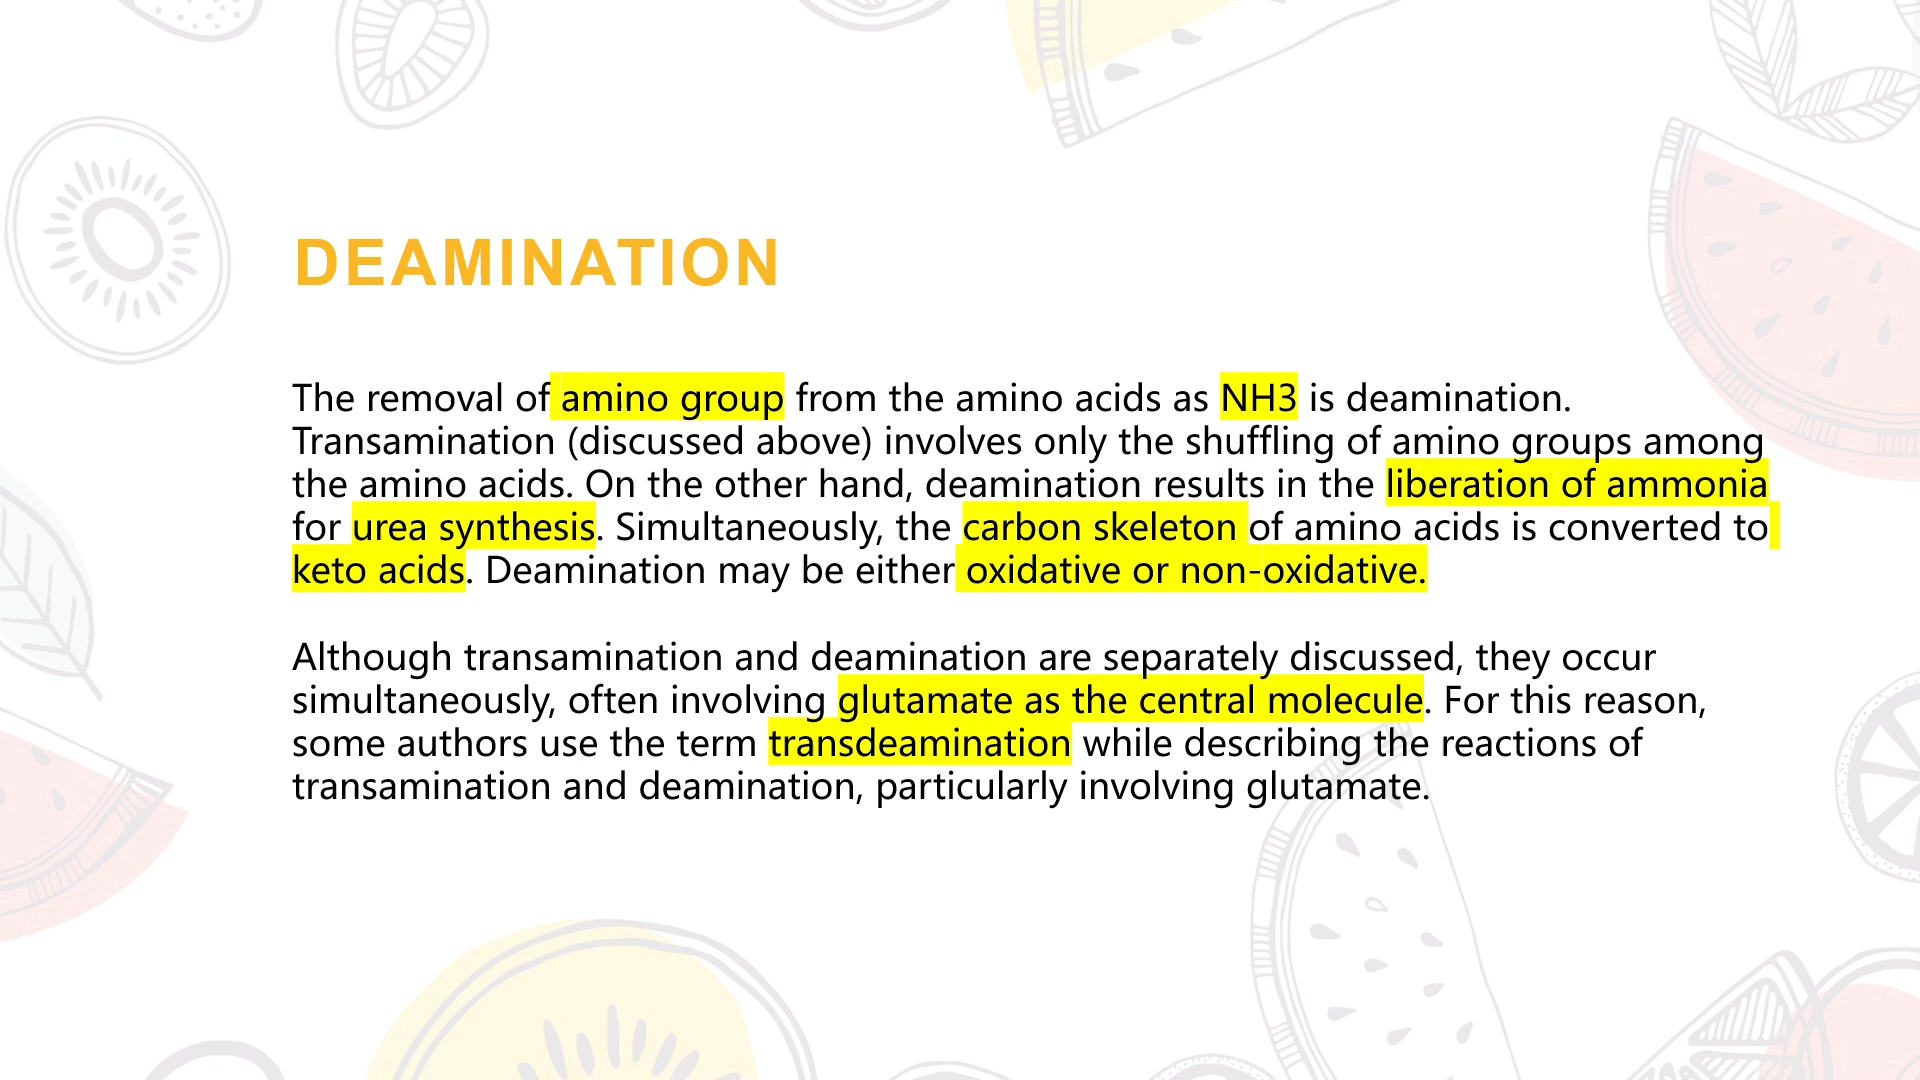 DEAMINATION
The removal of amino group from the amino acids as NH3 is deamination.
Transamination (discussed above) involves only the shuffling of amino groups among
the amino acids. On the other hand, deamination results in the liberation of ammonia
for urea synthesis. Simultaneously, the carbon skeleton of amino acids is converted to
keto acids. Deamination may be either oxidative or non-oxidative.
Although transamination and deamination are separately discussed, they occur
simultaneously, often involving glutamate as the central molecule. For this reason,
some authors use the term transdeamination while describing the reactions of
transamination and deamination, particularly involving glutamate.